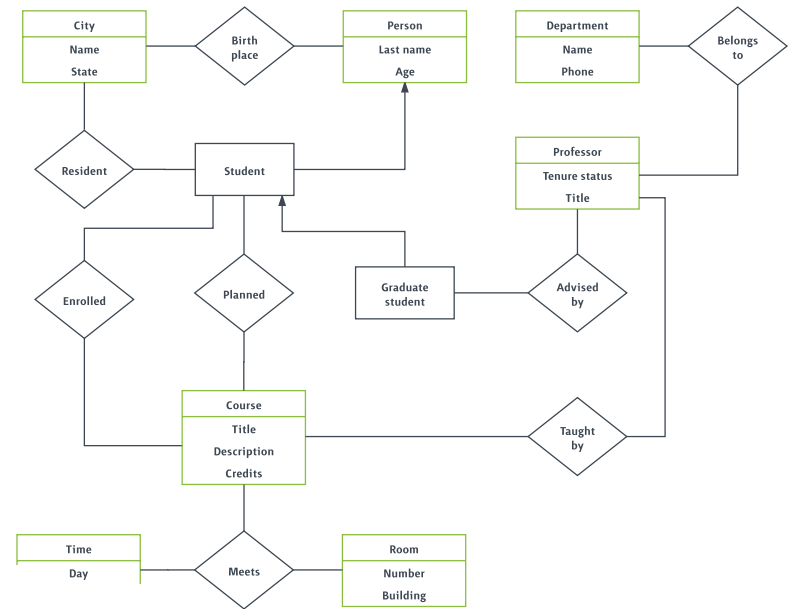 City
Name
State
Birth
place
Person
Last name
Age
Department
Name
Phone
Belongs
to
Resident
Student
Professor
Tenure status
Title
Enrolled
Planned
Graduate
student
Advised
by
Course
Title
Description
Credits
Taught
by
Time
Day
Meets
Room
Number
Building